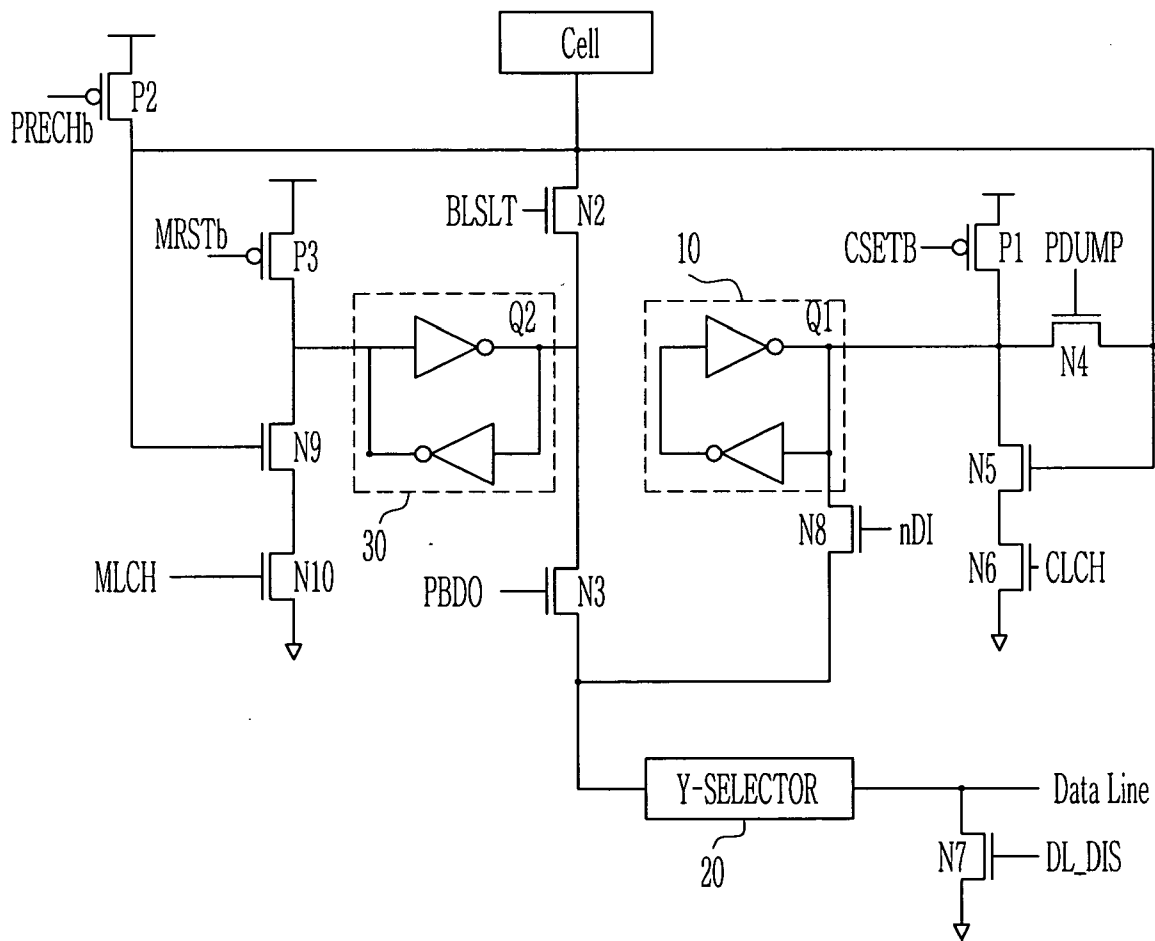 Cell
P2
PRECHb
BLSLT
N2
MRSTb
P3
CSETB
P1
PDUMP
10
Q2
Q1
N4
N9
N5
30
N8
nDI
MLCH
N10
PBDO
N3
N6
CLCH
Y-SELECTOR
Data Line
20
N7
DL_DIS